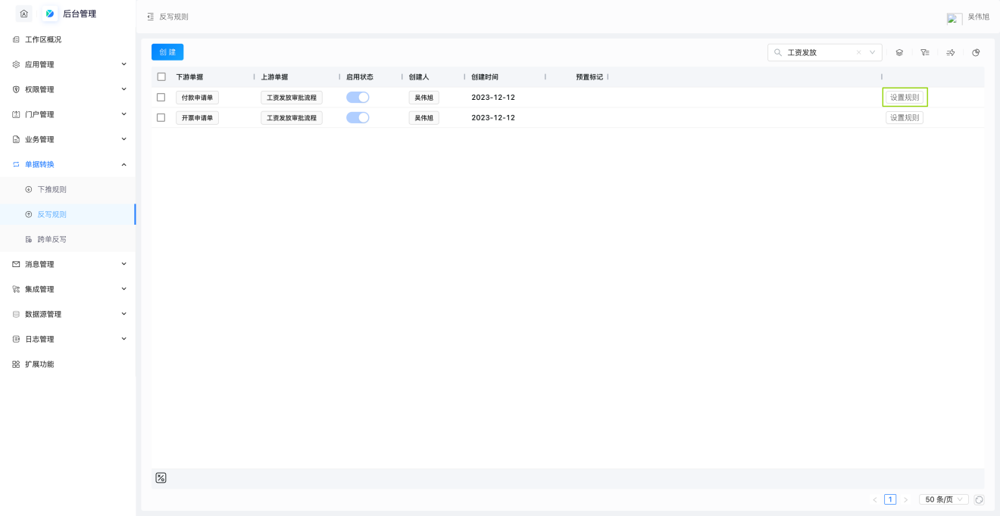 后台管理
反写规则
吴伟旭
工作区概况
应用管理
权限管理
门户管理
业务管理
单据转换
下推规则
反写规则
跨单反写
消息管理
集成管理
数据源管理
日志管理
扩展功能
创 建
工资发放
下游单据 上游单据 启用状态 创建人 创建时间 预置标记
付款申请单 工资发放审批流程 吴伟旭 2023-12-12 设置规则
开票申请单 工资发放审批流程 吴伟旭 2023-12-12 设置规则
1 50 条/页